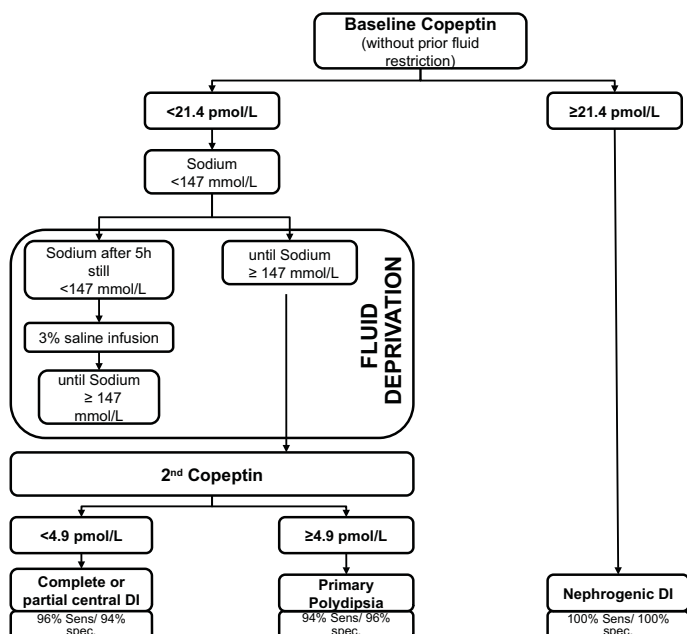 Baseline Copeptin
(without prior fluid
restriction)
<21.4 pmol/L
≥21.4 pmol/L
Sodium
<147 mmol/L
Sodium after 5h
still
<147 mmol/L
until Sodium
≥ 147 mmol/L
3% saline infusion
until Sodium
≥ 147
mmol/L
FLUID
DEPRIVATION
2nd Copeptin
<4.9 pmol/L
≥4.9 pmol/L
Complete or
partial central DI
96% Sens/ 94%
spec.
Primary
Polydipsia
94% Sens/ 96%
spec.
Nephrogenic DI
100% Sens/ 100%
spec.